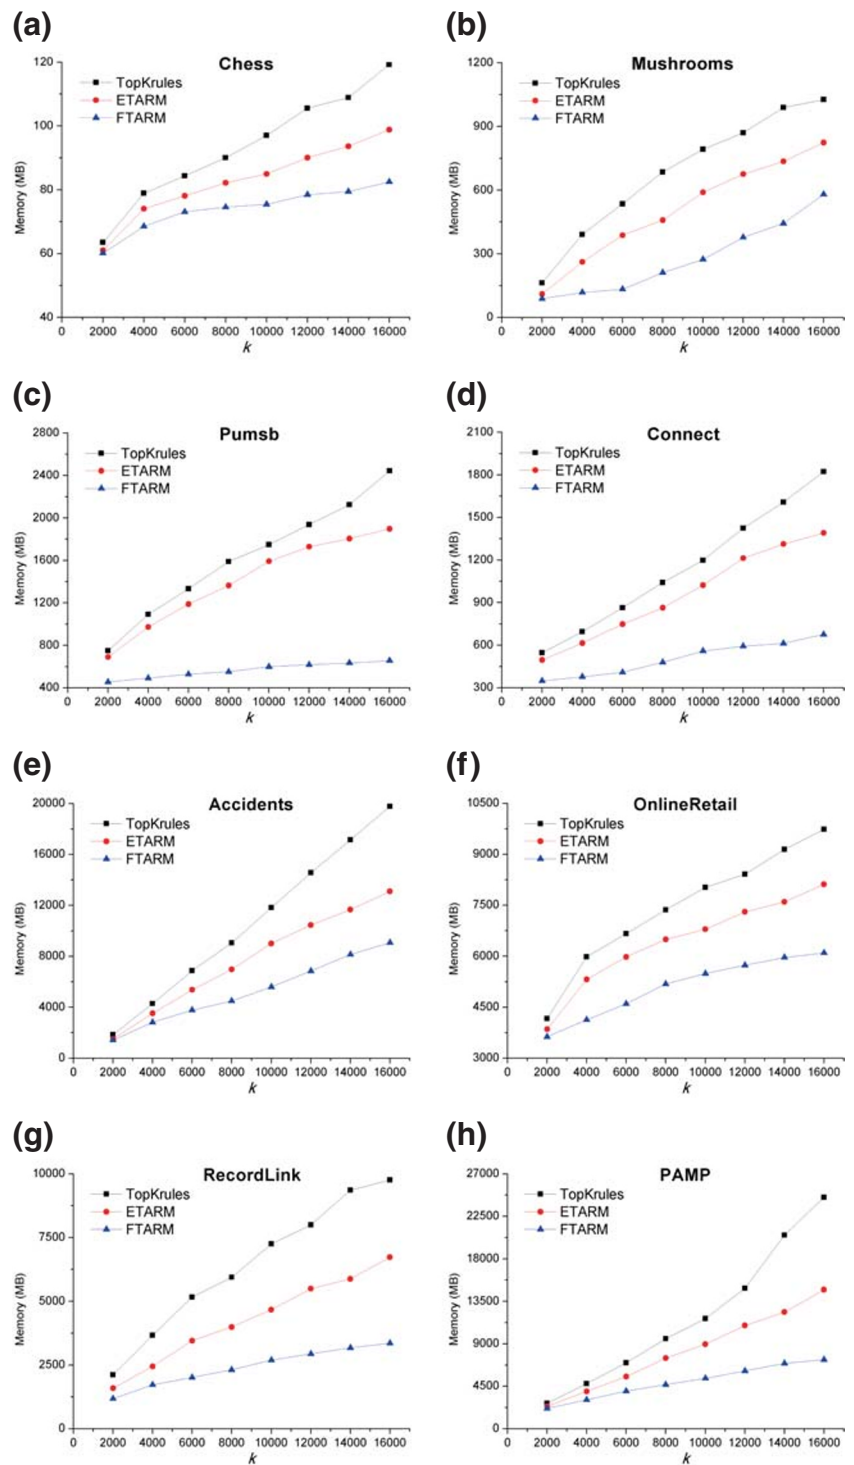 (a)
Chess
TopKrules
ETARM
FTARM
Memory (MB)
120
100
80
60
40
0 2000 4000 6000 8000 10000 12000 14000 16000
k
(b)
Mushrooms
TopKrules
ETARM
FTARM
Memory (MB)
1200
900
600
300
0
0 2000 4000 6000 8000 10000 12000 14000 16000
k
(c)
Pumsb
TopKrules
ETARM
FTARM
Memory (MB)
2800
2400
2000
1600
1200
800
400
0 2000 4000 6000 8000 10000 12000 14000 16000
k
(d)
Connect
TopKrules
ETARM
FTARM
Memory (MB)
2100
1800
1500
1200
900
600
300
0 2000 4000 6000 8000 10000 12000 14000 16000
k
(e)
Accidents
TopKrules
ETARM
FTARM
Memory (MB)
20000
16000
12000
8000
4000
0
0 2000 4000 6000 8000 10000 12000 14000 16000
k
(f)
OnlineRetail
TopKrules
ETARM
FTARM
Memory (MB)
10500
9000
7500
6000
4500
3000
0 2000 4000 6000 8000 10000 12000 14000 16000
k
(g)
RecordLink
TopKrules
ETARM
FTARM
Memory (MB)
10000
7500
5000
2500
0
0 2000 4000 6000 8000 10000 12000 14000 16000
k
(h)
PAMP
TopKrules
ETARM
FTARM
Memory (MB)
27000
22500
18000
13500
9000
4500
0
0 2000 4000 6000 8000 10000 12000 14000 16000
k